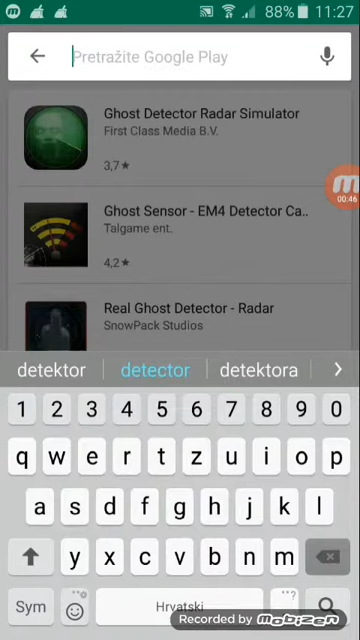 88% 11:27
Pretražite Google Play
Ghost Detector Radar Simulator
First Class Media B.V.
3,7★
00:46
Ghost Sensor - EM4 Detector Ca..
Talgame ent.
4,2★
Real Ghost Detector - Radar
SnowPack Studios
detektor detector detektora
1 2 3 4 5 6 7 8 9 0
q w e r t z u i o p
a s d f g h j k l
y x c v b n m
Sym Hrvatski ...?
Recorded by mobizen